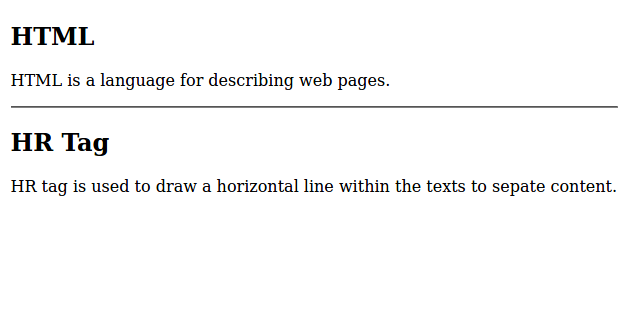 HTML
HTML is a language for describing web pages.
HR Tag
HR tag is used to draw a horizontal line within the texts to sepate content.